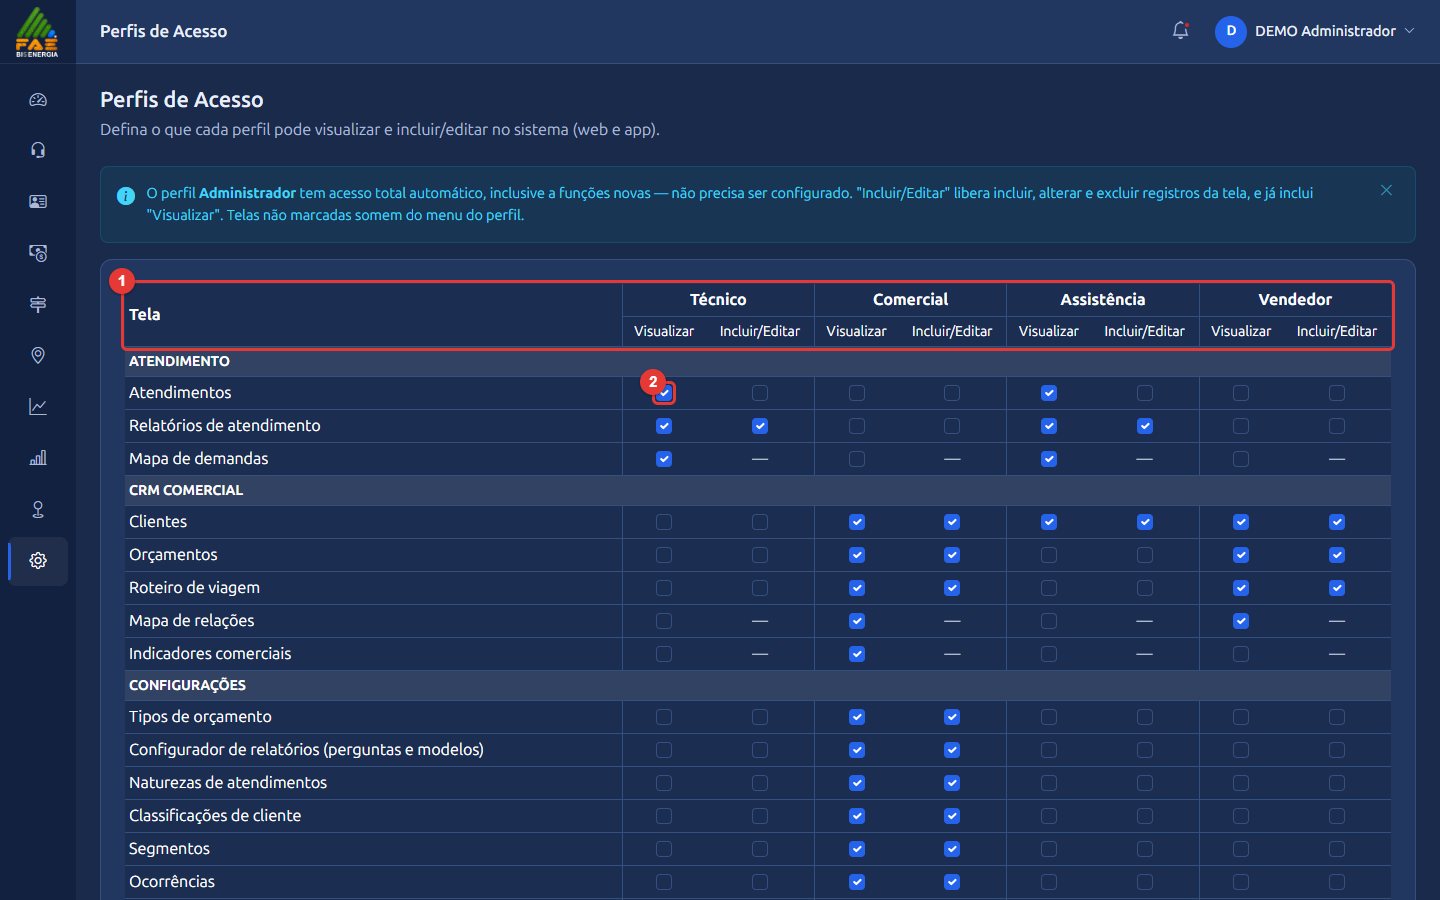 FAE
BISENERGIA
Perfis de Acesso
D
DEMO Administrador
Perfis de Acesso
Defina o que cada perfil pode visualizar e incluir/editar no sistema (web e app).
O perfil Administrador tem acesso total automático, inclusive a funções novas — não precisa ser configurado. "Incluir/Editar" libera incluir, alterar e excluir registros da tela, e já inclui
"Visualizar". Telas não marcadas somem do menu do perfil.
1
Tela
Técnico
Comercial
Assistência
Vendedor
Visualizar Incluir/Editar Visualizar Incluir/Editar Visualizar Incluir/Editar Visualizar Incluir/Editar
ATENDIMENTO
2
Atendimentos
Relatórios de atendimento
Mapa de demandas — — — —
CRM COMERCIAL
Clientes
Orçamentos
Roteiro de viagem
Mapa de relações — — — —
Indicadores comerciais — — — —
CONFIGURAÇÕES
Tipos de orçamento
Configurador de relatórios (perguntas e modelos)
Naturezas de atendimentos
Classificações de cliente
Segmentos
Ocorrências